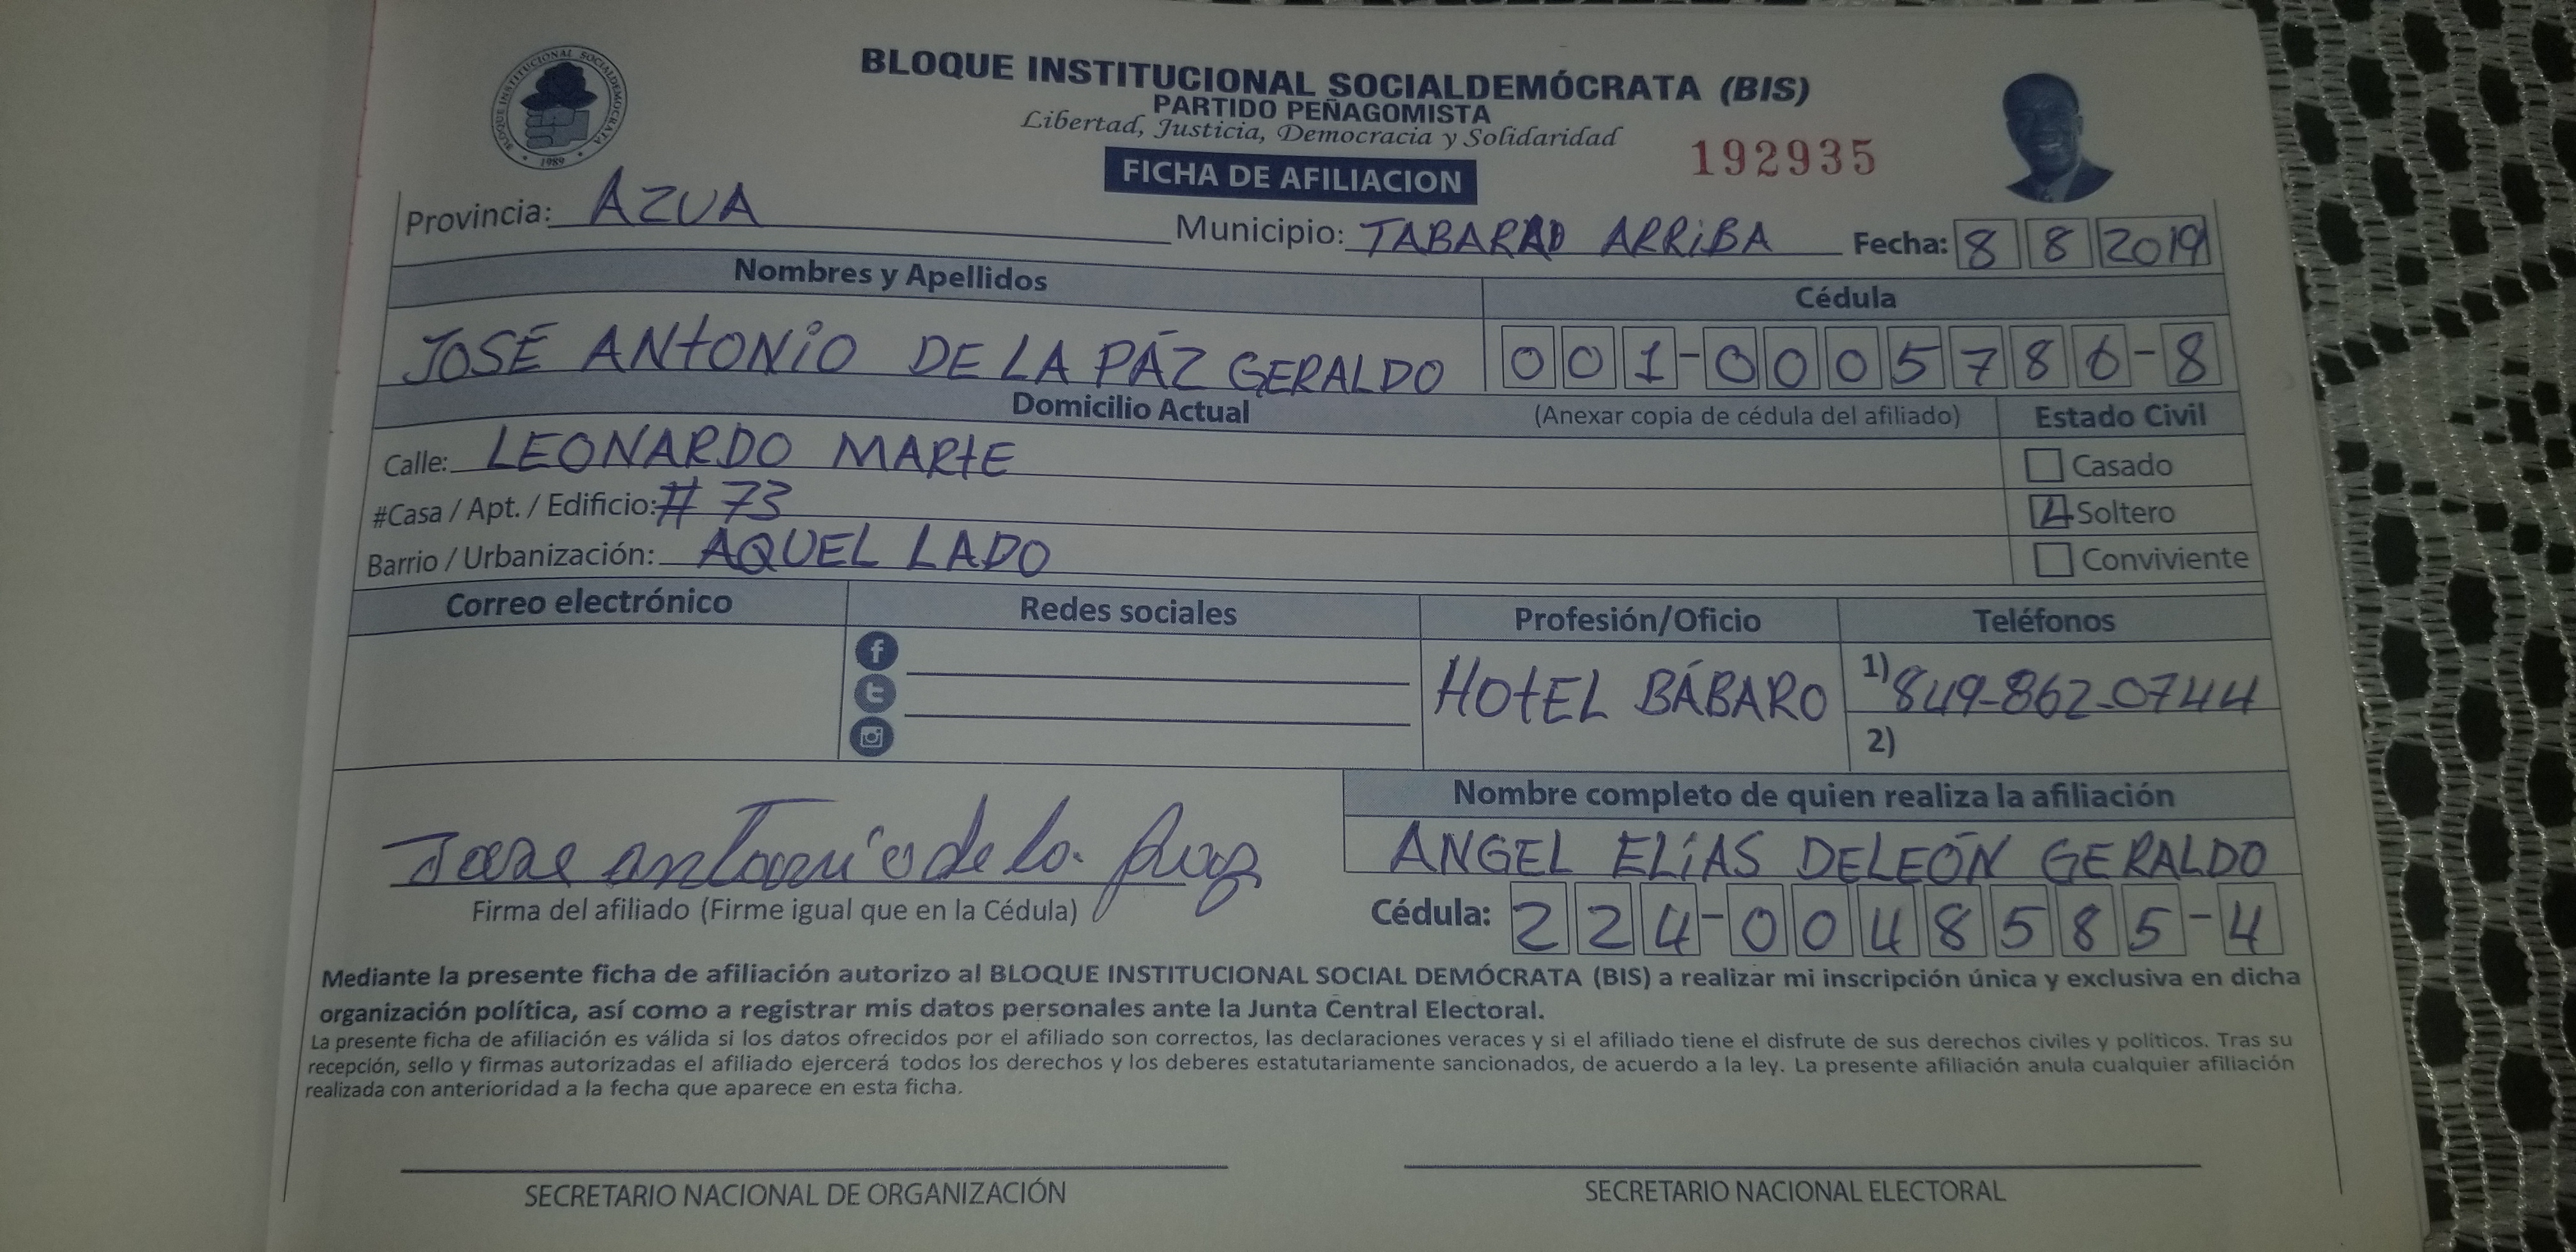 BLOQUE INSTITUCIONAL SOCIALDEMÓCRATA (BIS)
PARTIDO PEÑAGOMISTA
Libertad, Justicia, Democracia y Solidaridad
BLOQUE INSTITUCIONAL SOCIALDEMOCRATA
1989
FICHA DE AFILIACION
192935
Provincia: AZUA Municipio: TABARAD ARRiBA Fecha: 8 8 2019
Nombres y Apellidos Cédula
JOSÉ ANtONiO DE LA PÁZ GERALDO 001-0005786-8
Domicilio Actual (Anexar copia de cédula del afiliado) Estado Civil
Calle: LEONARDO MARtE Casado
#Casa / Apt. / Edificio: # 73 Soltero
Barrio / Urbanización: AQUEL LADO Conviviente
Correo electrónico Redes sociales Profesión/Oficio Teléfonos
HOtEL BÁBARO 1) 849-862-0744
2)
Nombre completo de quien realiza la afiliación
Jose antonio de la Paz ANGEL ELÍAS DELEÓN GERALDO
Firma del afiliado (Firme igual que en la Cédula) Cédula: 224-0048585-4
Mediante la presente ficha de afiliación autorizo al BLOQUE INSTITUCIONAL SOCIAL DEMÓCRATA (BIS) a realizar mi inscripción única y exclusiva en dicha
organización política, así como a registrar mis datos personales ante la Junta Central Electoral.
La presente ficha de afiliación es válida si los datos ofrecidos por el afiliado son correctos, las declaraciones veraces y si el afiliado tiene el disfrute de sus derechos civiles y políticos. Tras su
recepción, sello y firmas autorizadas el afiliado ejercerá todos los derechos y los deberes estatutariamente sancionados, de acuerdo a la ley. La presente afiliación anula cualquier afiliación
realizada con anterioridad a la fecha que aparece en esta ficha.
SECRETARIO NACIONAL DE ORGANIZACIÓN SECRETARIO NACIONAL ELECTORAL